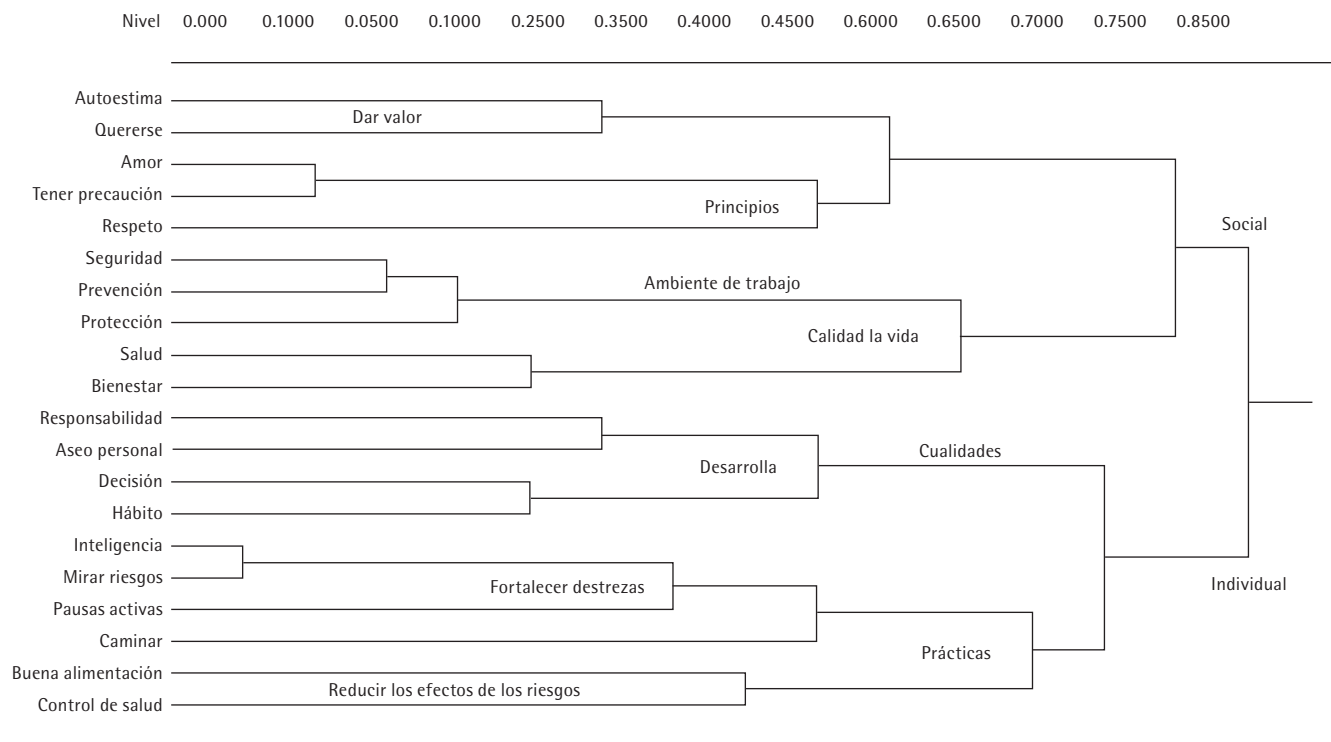 Nivel 0.000 0.1000 0.0500 0.1000 0.2500 0.3500 0.4000 0.4500 0.6000 0.6500 0.7000 0.7500 0.8500
Autoestima
Dar valor
Quererse
Amor
Tener precaución
Principios
Respeto
Social
Seguridad
Ambiente de trabajo
Prevención
Protección
Calidad la vida
Salud
Bienestar
Responsabilidad
Aseo personal
Cualidades
Desarrolla
Decisión
Hábito
Inteligencia
Mirar riesgos
Fortalecer destrezas
Individual
Pausas activas
Caminar
Prácticas
Buena alimentación
Reducir los efectos de los riesgos
Control de salud